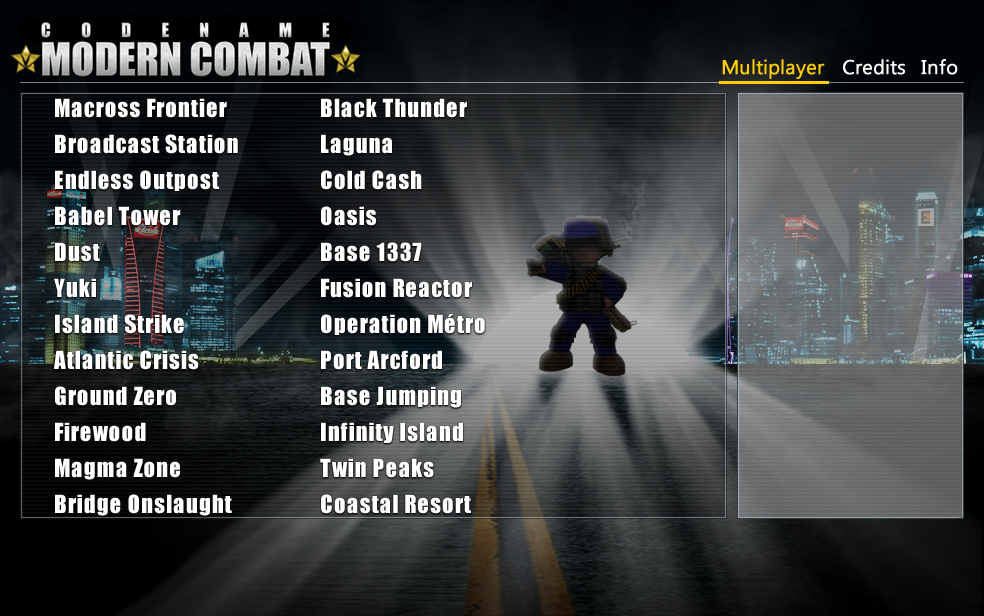 CODENAME
MODERN COMBAT
Multiplayer Credits Info
Macross Frontier Black Thunder
Broadcast Station Laguna
Endless Outpost Cold Cash
Babel Tower Oasis
Dust Base 1337
Yuki Fusion Reactor
Island Strike Operation Métro
Atlantic Crisis Port Arcford
Ground Zero Base Jumping
Firewood Infinity Island
Magma Zone Twin Peaks
Bridge Onslaught Coastal Resort